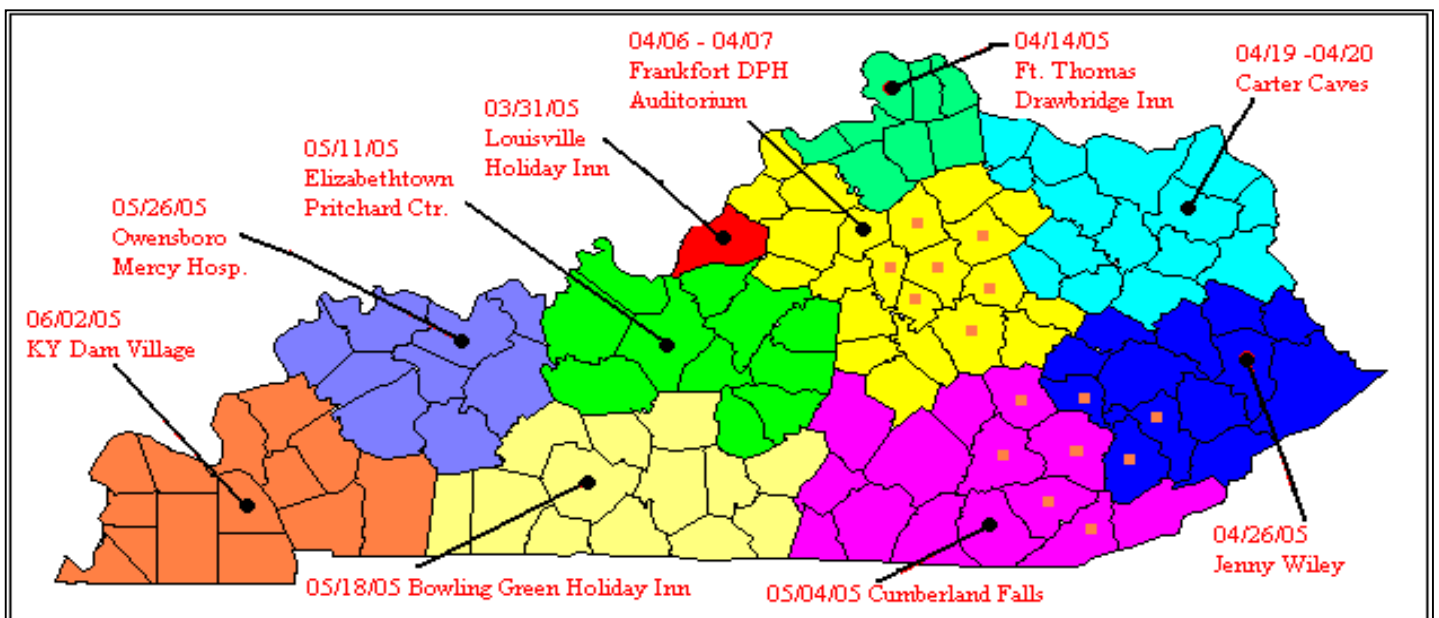 04/06 - 04/07
Frankfort DPH
Auditorium
04/14/05
Ft. Thomas
Drawbridge Inn
04/19 -04/20
Carter Caves
03/31/05
Louisville
Holiday Inn
05/11/05
Elizabethtown
Pritchard Ctr.
05/26/05
Owensboro
Mercy Hosp.
06/02/05
KY Dam Village
04/26/05
Jenny Wiley
05/18/05 Bowling Green Holiday Inn
05/04/05 Cumberland Falls